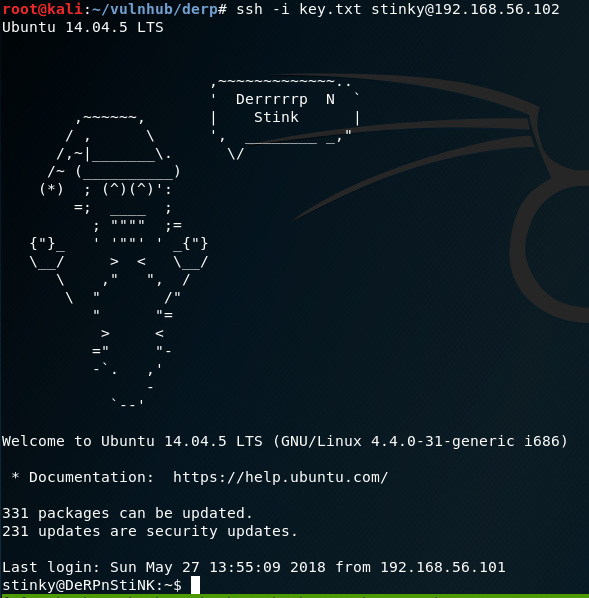 root@kali:~/vulnhub/derp# ssh -i key.txt stinky@192.168.56.102
Ubuntu 14.04.5 LTS
                       ,~~~~~~~~~~~~~..
                       '  Derrrrrp  N  `
        ,~~~~~~,       |    Stink      |
       / ,      \      ',  ________ _,"
      /,~|_______\.      \/
     /~ (__________)
    (*)  ; (^)(^)':
        =;  ____  ;
          ; """"  ;=
   {"}_   ' '""' ' _{"}
   \__/     >  <   \__/
      \    ,"   ",  /
       \  "       /"
          "      "=
           >     <
          ="     "-
          -`.   ,'
                -
            `--'
Welcome to Ubuntu 14.04.5 LTS (GNU/Linux 4.4.0-31-generic i686)
 * Documentation:  https://help.ubuntu.com/
331 packages can be updated.
231 updates are security updates.
Last login: Sun May 27 13:55:09 2018 from 192.168.56.101
stinky@DeRPnStiNK:~$